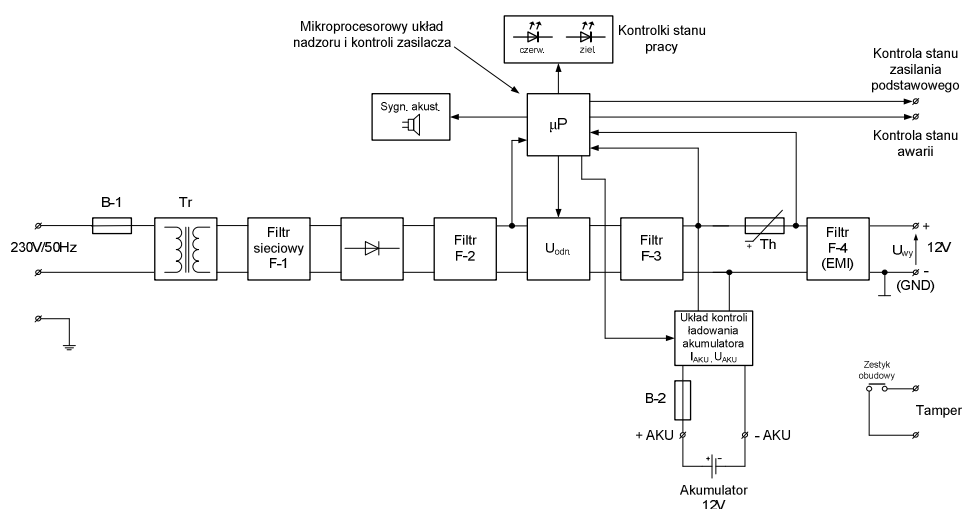 Mikroprocesorowy układ
nadzoru i kontroli zasilacza
czerw.
ziel.
Kontrolki stanu
pracy
Kontrola stanu
zasilania
podstawowego
Sygn. akust.
µP
Kontrola stanu
awarii
B-1
Tr
230V/50Hz
Filtr
sieciowy
F-1
Filtr
F-2
Uodn.
Filtr
F-3
+
Th
Filtr
F-4
(EMI)
+
Uwy
12V
-
(GND)
Układ kontroli
ładowania
akumulatora
IAKU, UAKU
Zestyk
obudowy
B-2
Tamper
+ AKU
- AKU
+
-
Akumulator
12V